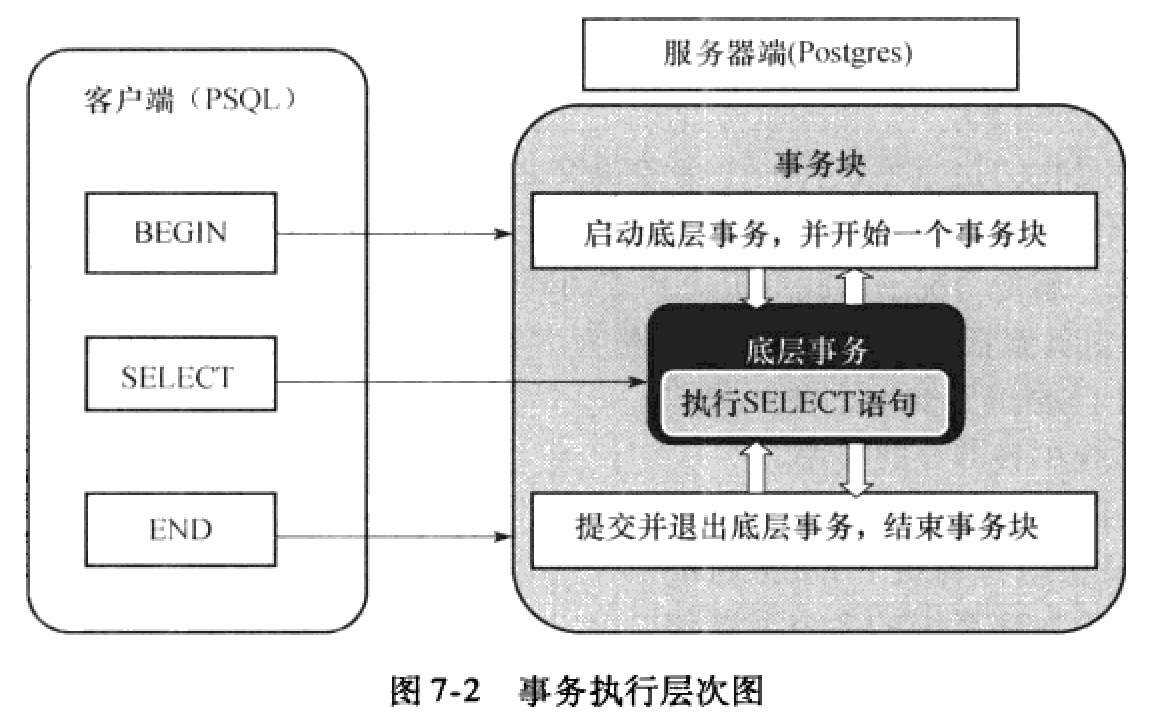 服务器端(Postgres)
客户端（PSQL）
事务块
BEGIN
启动底层事务，并开始一个事务块
底层事务
SELECT
执行SELECT语句
END
提交并退出底层事务，结束事务块
图 7-2 事务执行层次图